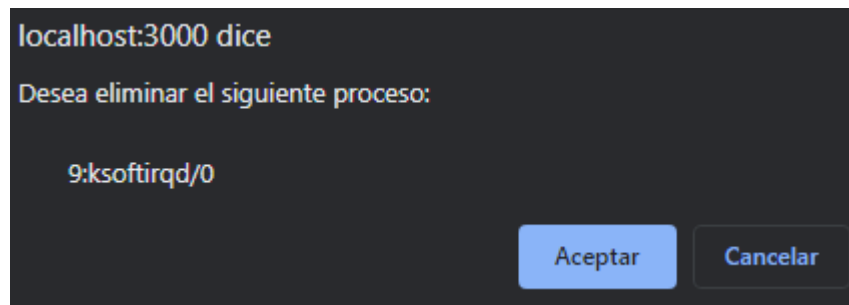 localhost:3000 dice
Desea eliminar el siguiente proceso:
9:ksoftirqd/0
Aceptar Cancelar